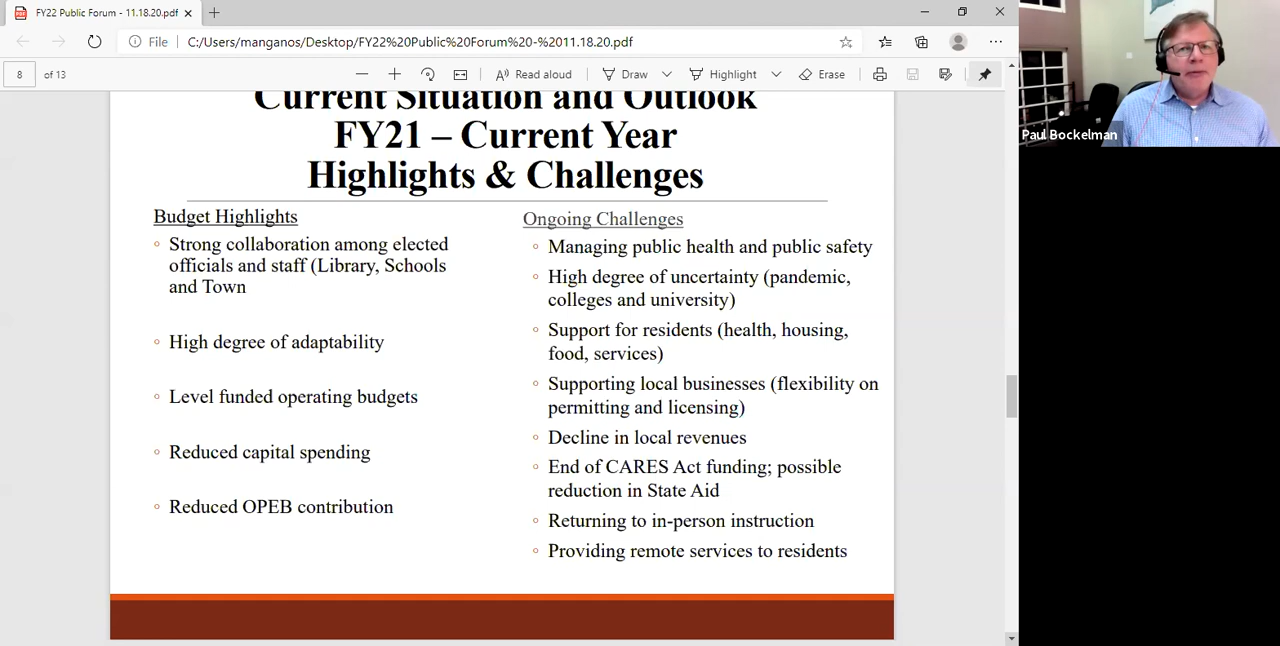 FY22 Public Forum - 11.18.20.pdf
File
C:/Users/manganos/Desktop/FY22%20Public%20Forum%20-%2011.18.20.pdf
8
of 13
Read aloud
Draw
Highlight
Erase
Current Situation and Outlook
FY21 – Current Year
Highlights & Challenges
Budget Highlights
Strong collaboration among elected
officials and staff (Library, Schools
and Town
High degree of adaptability
Level funded operating budgets
Reduced capital spending
Reduced OPEB contribution
Ongoing Challenges
Managing public health and public safety
High degree of uncertainty (pandemic,
colleges and university)
Support for residents (health, housing,
food, services)
Supporting local businesses (flexibility on
permitting and licensing)
Decline in local revenues
End of CARES Act funding; possible
reduction in State Aid
Returning to in-person instruction
Providing remote services to residents
Paul Bockelman